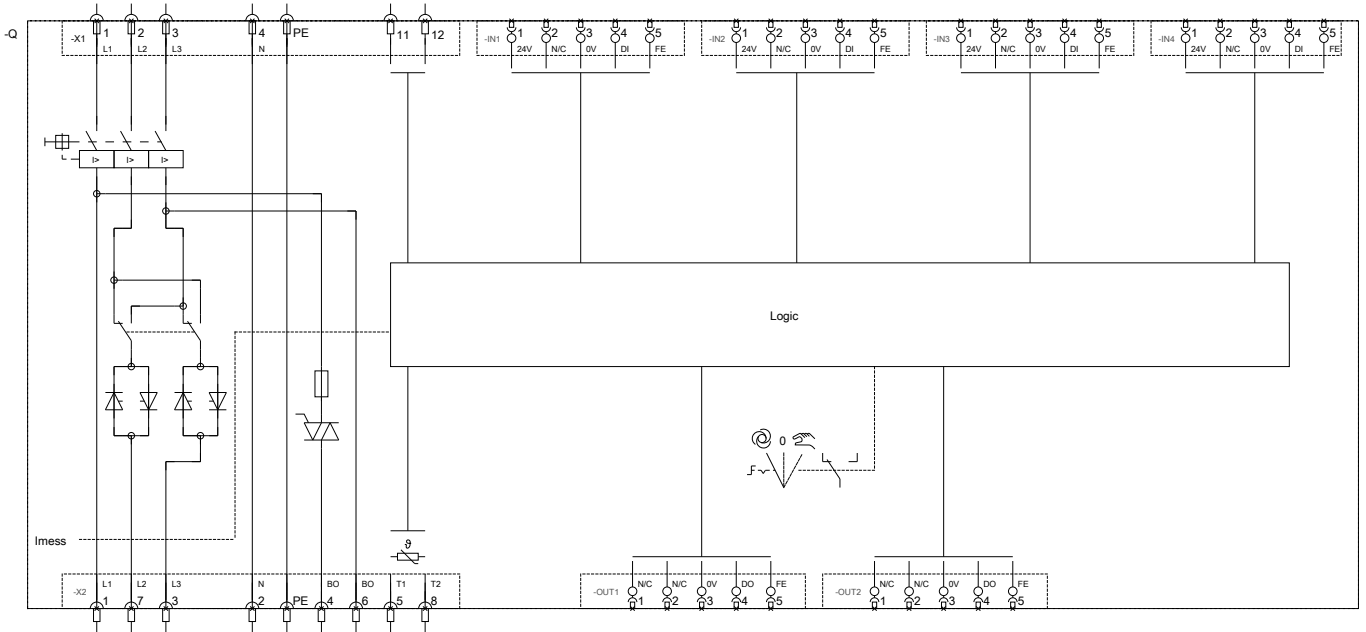 -Q
-X1 1 2 3 4 PE 11 12
L1 L2 L3 N
-IN1 1 2 3 4 5
24V N/C 0V DI FE
-IN2 1 2 3 4 5
24V N/C 0V DI FE
-IN3 1 2 3 4 5
24V N/C 0V DI FE
-IN4 1 2 3 4 5
24V N/C 0V DI FE
I> I> I>
Logic
0
Imess
ϑ
-X2 L1 L2 L3 N BO BO T1 T2
1 7 3 2 PE 4 6 5 8
-OUT1 N/C N/C 0V DO FE
1 2 3 4 5
-OUT2 N/C N/C 0V DO FE
1 2 3 4 5